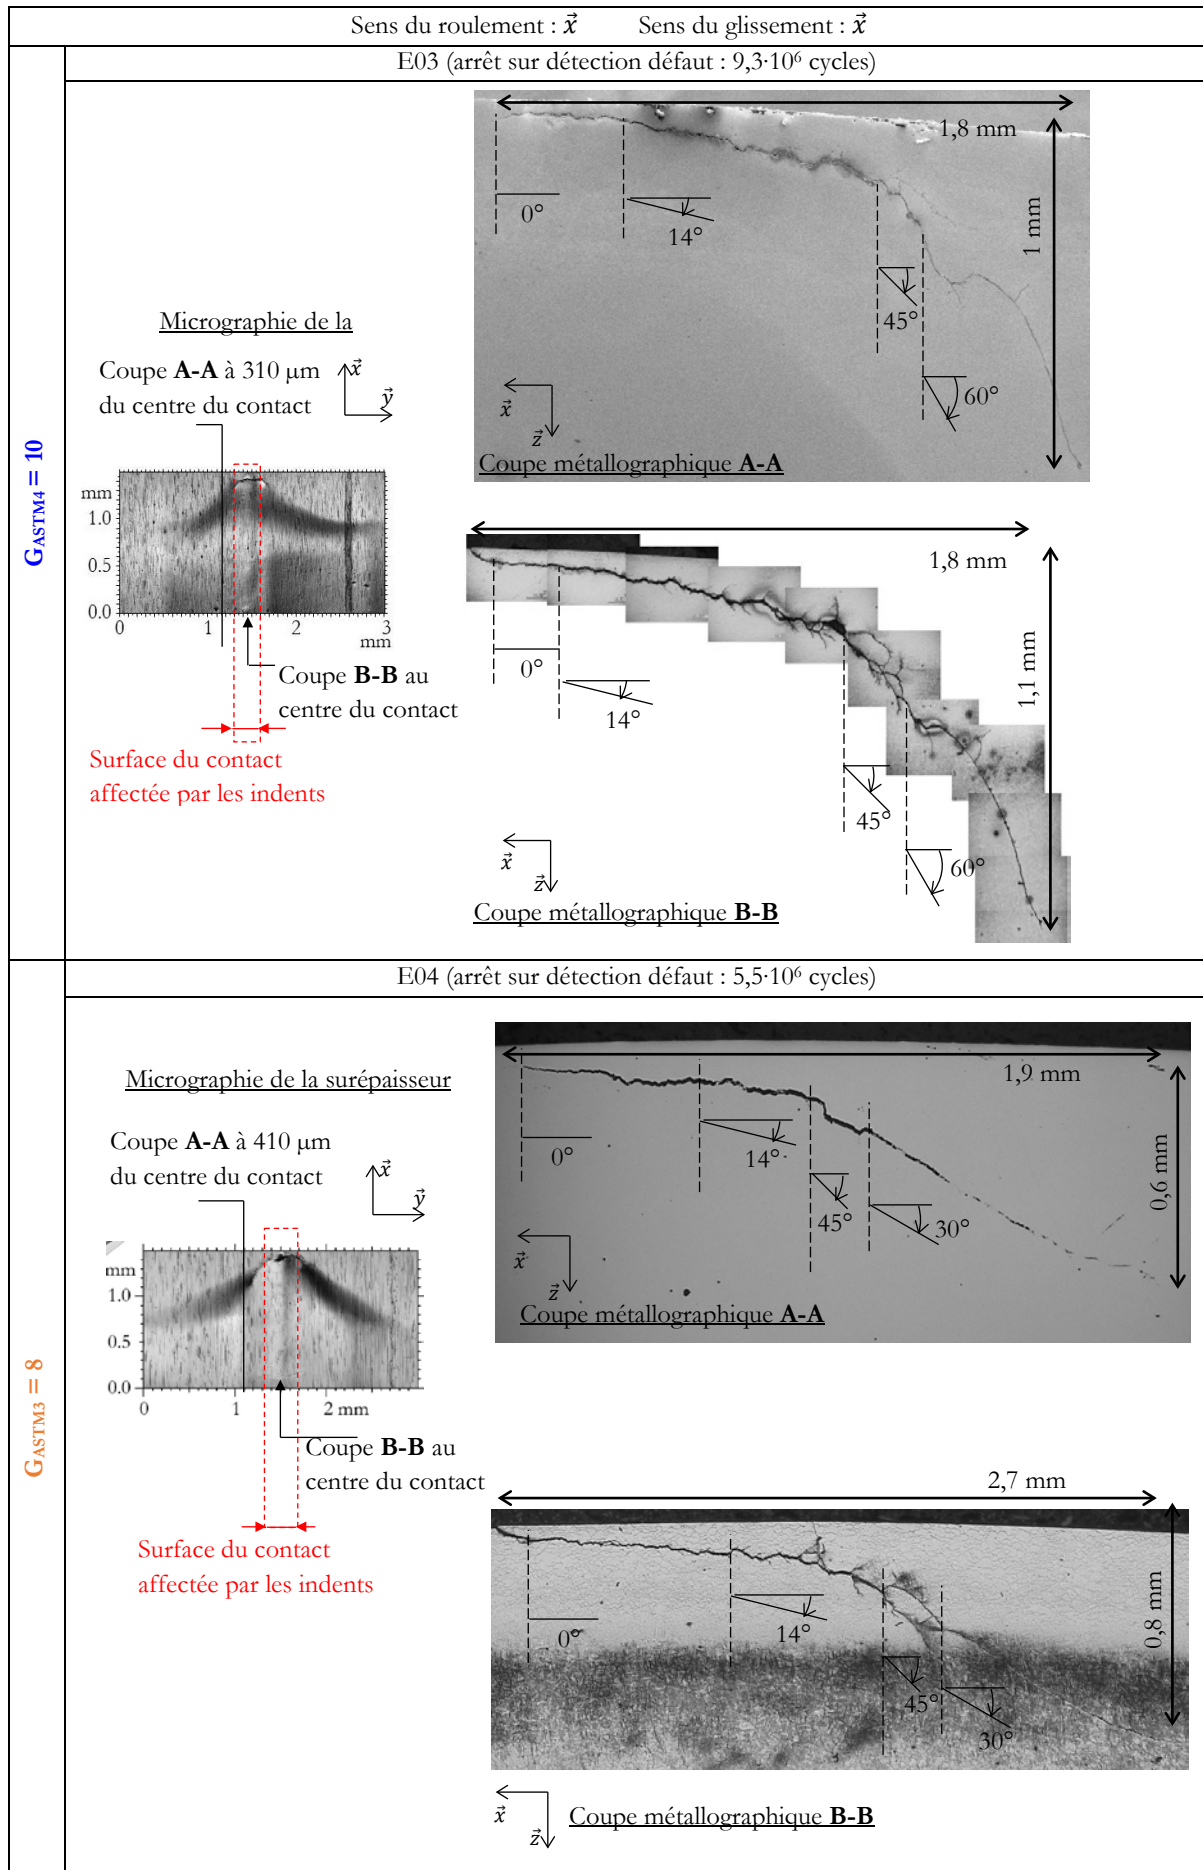 Sens du roulement : x⃗ Sens du glissement : x⃗
G_ASTM4 = 10
E03 (arrêt sur détection défaut : 9,3·10⁶ cycles)
1,8 mm
1 mm
0°
14°
45°
60°
x⃗
z⃗
Coupe métallographique A-A
Micrographie de la
Coupe A-A à 310 µm
du centre du contact
x⃗
y⃗
mm
1.0
0.5
0.0
0 1 2 3
mm
Coupe B-B au
centre du contact
Surface du contact
affectée par les indents
1,8 mm
1,1 mm
0°
14°
45°
60°
x⃗
z⃗
Coupe métallographique B-B
G_ASTM3 = 8
E04 (arrêt sur détection défaut : 5,5·10⁶ cycles)
1,9 mm
0,6 mm
0°
14°
45°
30°
x⃗
z⃗
Coupe métallographique A-A
Micrographie de la surépaisseur
Coupe A-A à 410 µm
du centre du contact
x⃗
y⃗
mm
1.0
0.5
0.0
0 1 2 mm
Coupe B-B au
centre du contact
Surface du contact
affectée par les indents
2,7 mm
0,8 mm
0°
14°
45°
30°
x⃗
z⃗
Coupe métallographique B-B